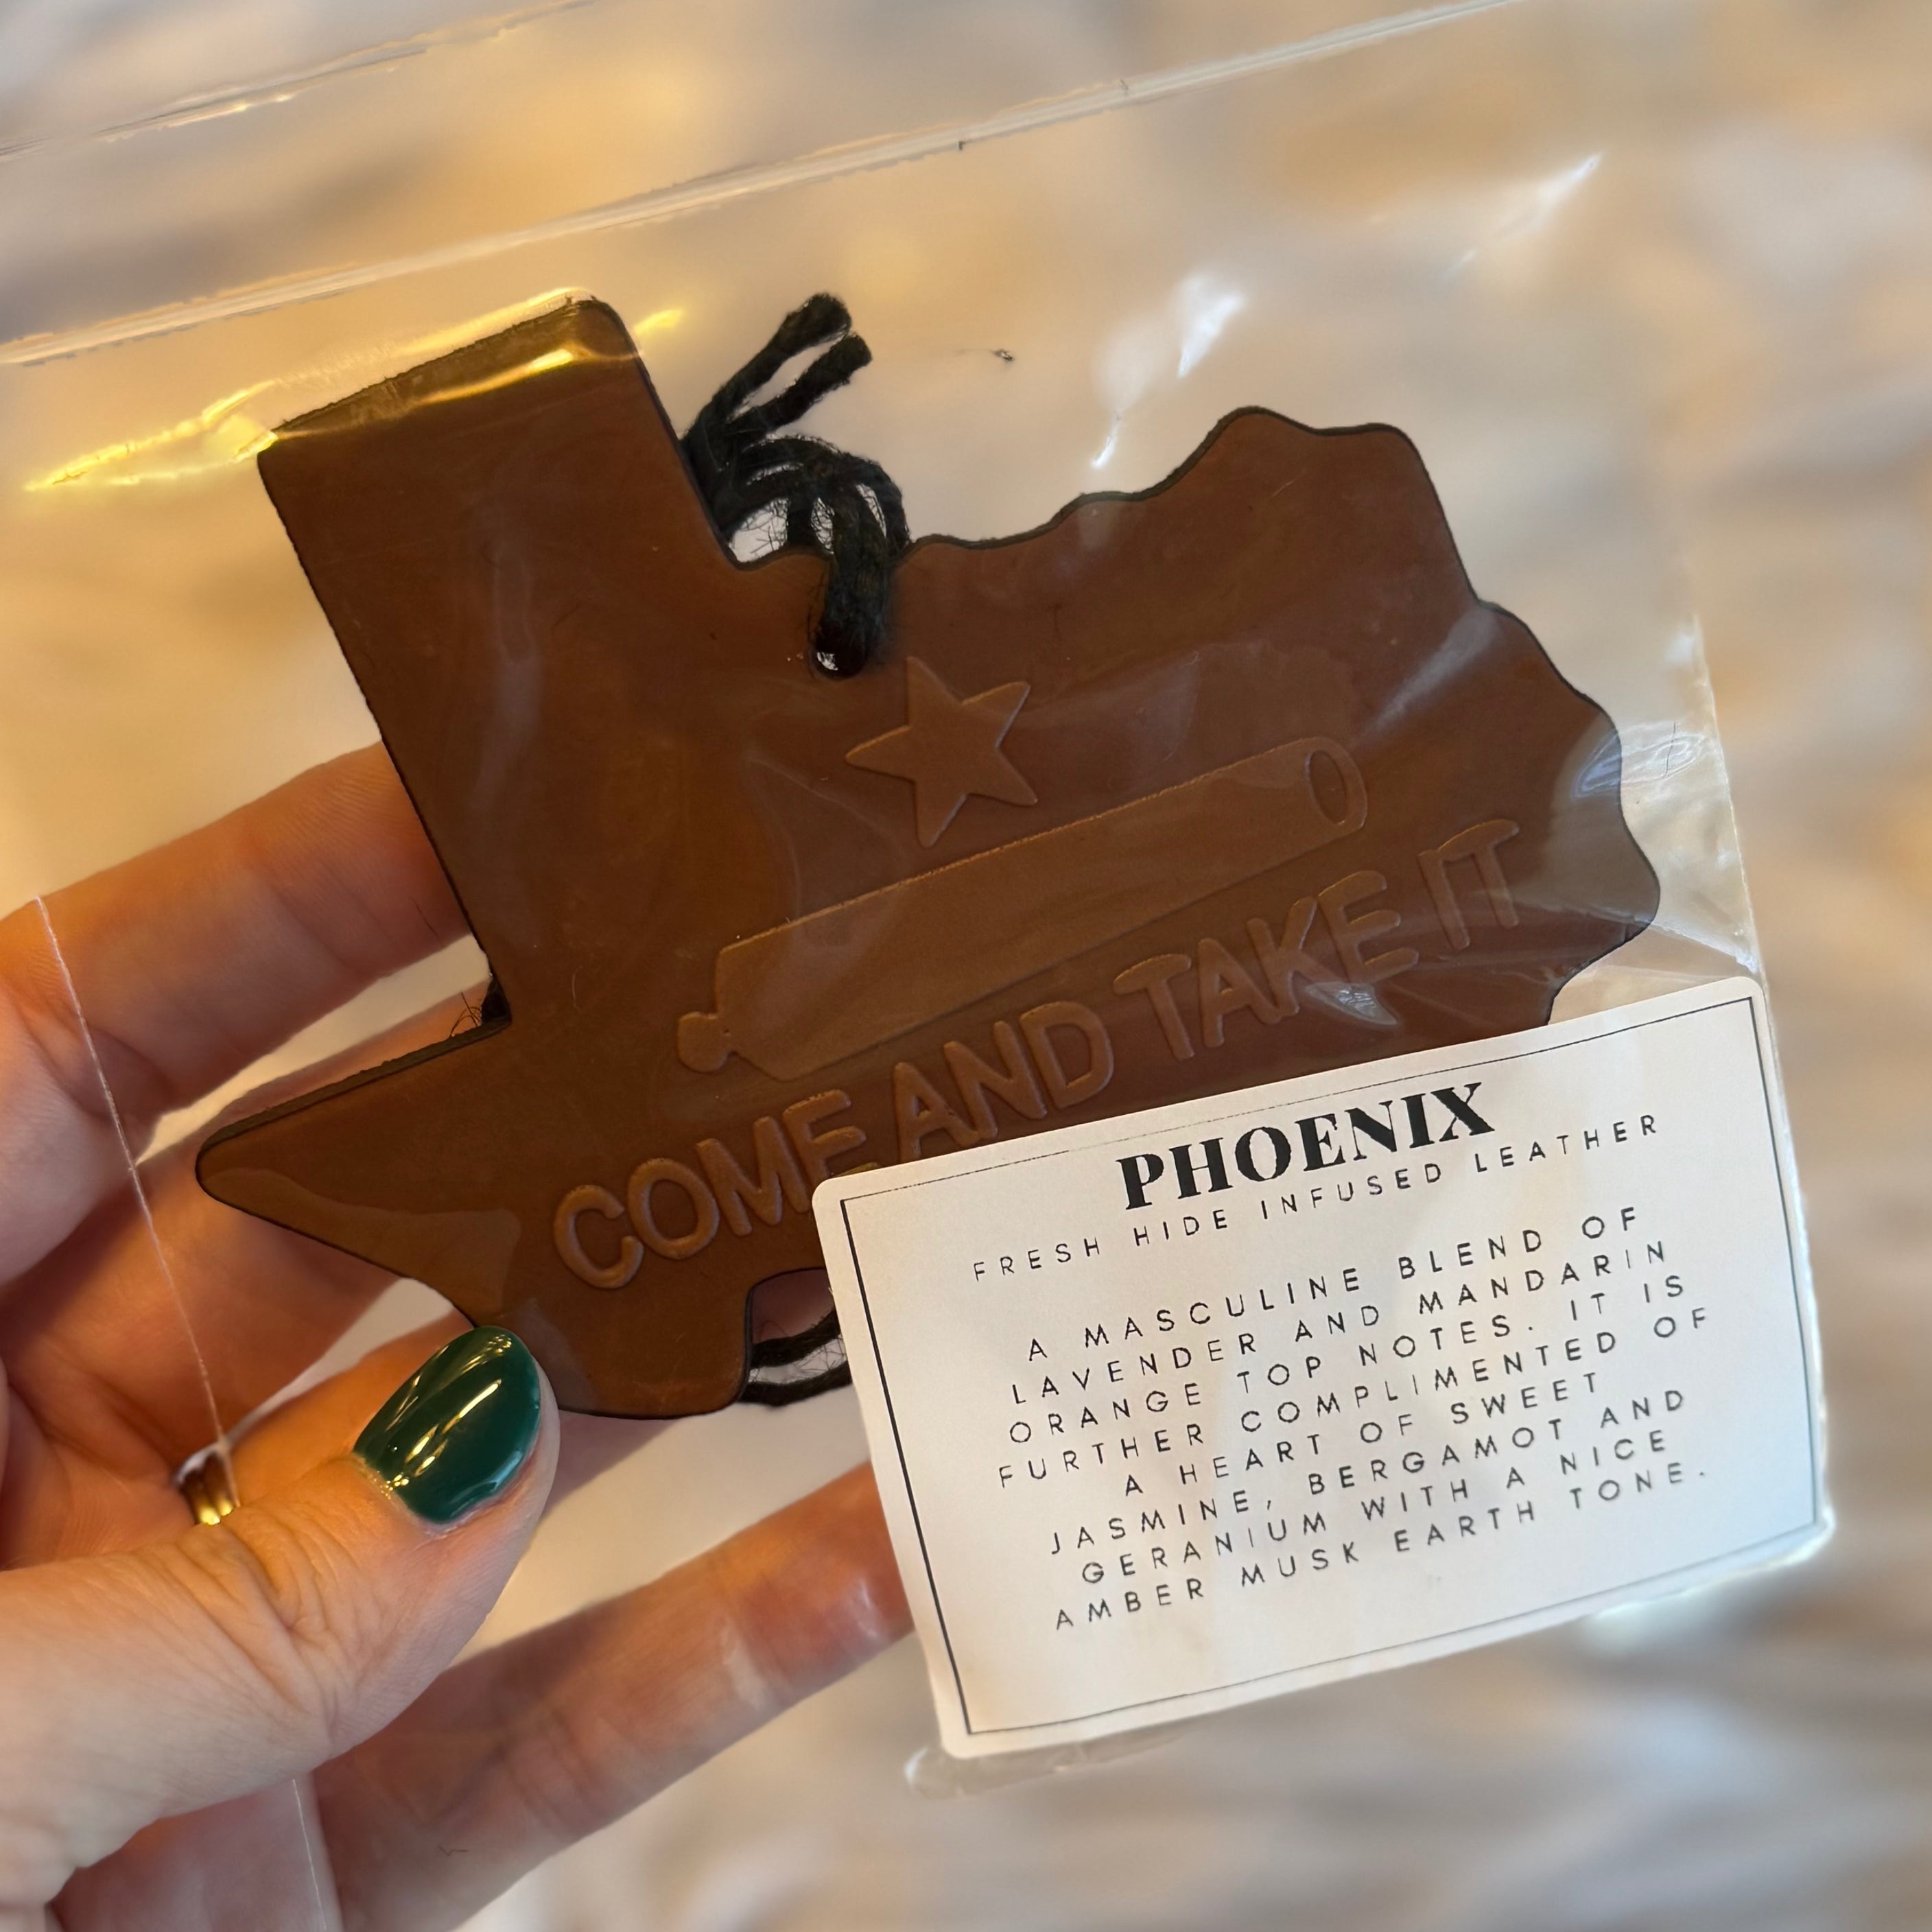 COME AND TAKE IT
PHOENIX
FRESH HIDE INFUSED LEATHER
A MASCULINE BLEND OF
LAVENDER AND MANDARIN
ORANGE TOP NOTES. IT IS
FURTHER COMPLIMENTED OF
A HEART OF SWEET
JASMINE, BERGAMOT AND
GERANIUM WITH A NICE
AMBER MUSK EARTH TONE.